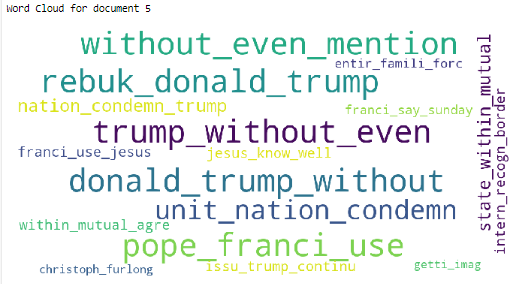 Word Cloud for document 5
without_even_mention
entir_famili_forc
rebuk_donald_trump
nation_condemn_trump
franci_say_sunday
trump_without_even
franci_use_jesus
jesus_know_well
donald_trump_without
unit_nation_condemn
within_mutual_agre
pope_franci_use
christoph_furlong
issu_trump_continu
getti_imag
state_within_mutual
intern_recogn_border